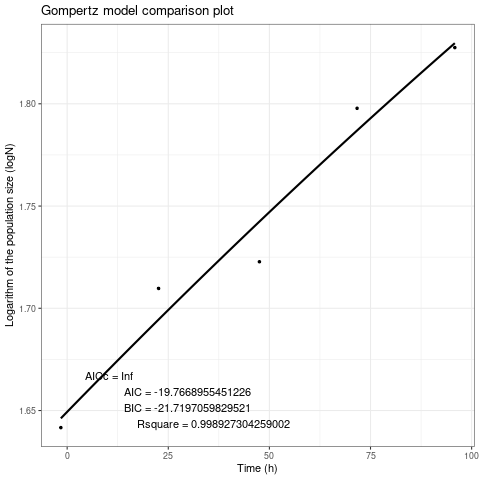 Gompertz model comparison plot
Logarithm of the population size (logN)
1.80
1.75
1.70
1.65
AICc = Inf
AIC = -19.7668955451226
BIC = -21.7197059829521
Rsquare = 0.998927304259002
0 25 50 75 100
Time (h)